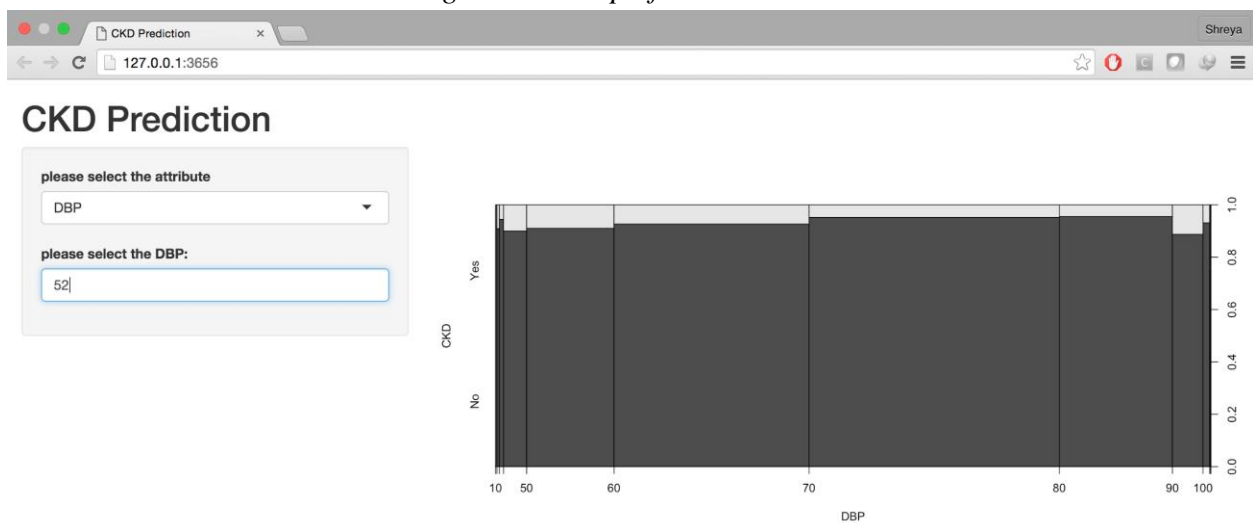 CKD Prediction
Shreya
127.0.0.1:3656
CKD Prediction
please select the attribute
DBP
please select the DBP:
52
CKD
Yes
No
0.0 0.2 0.4 0.6 0.8 1.0
10 50 60 70 80 90 100
DBP